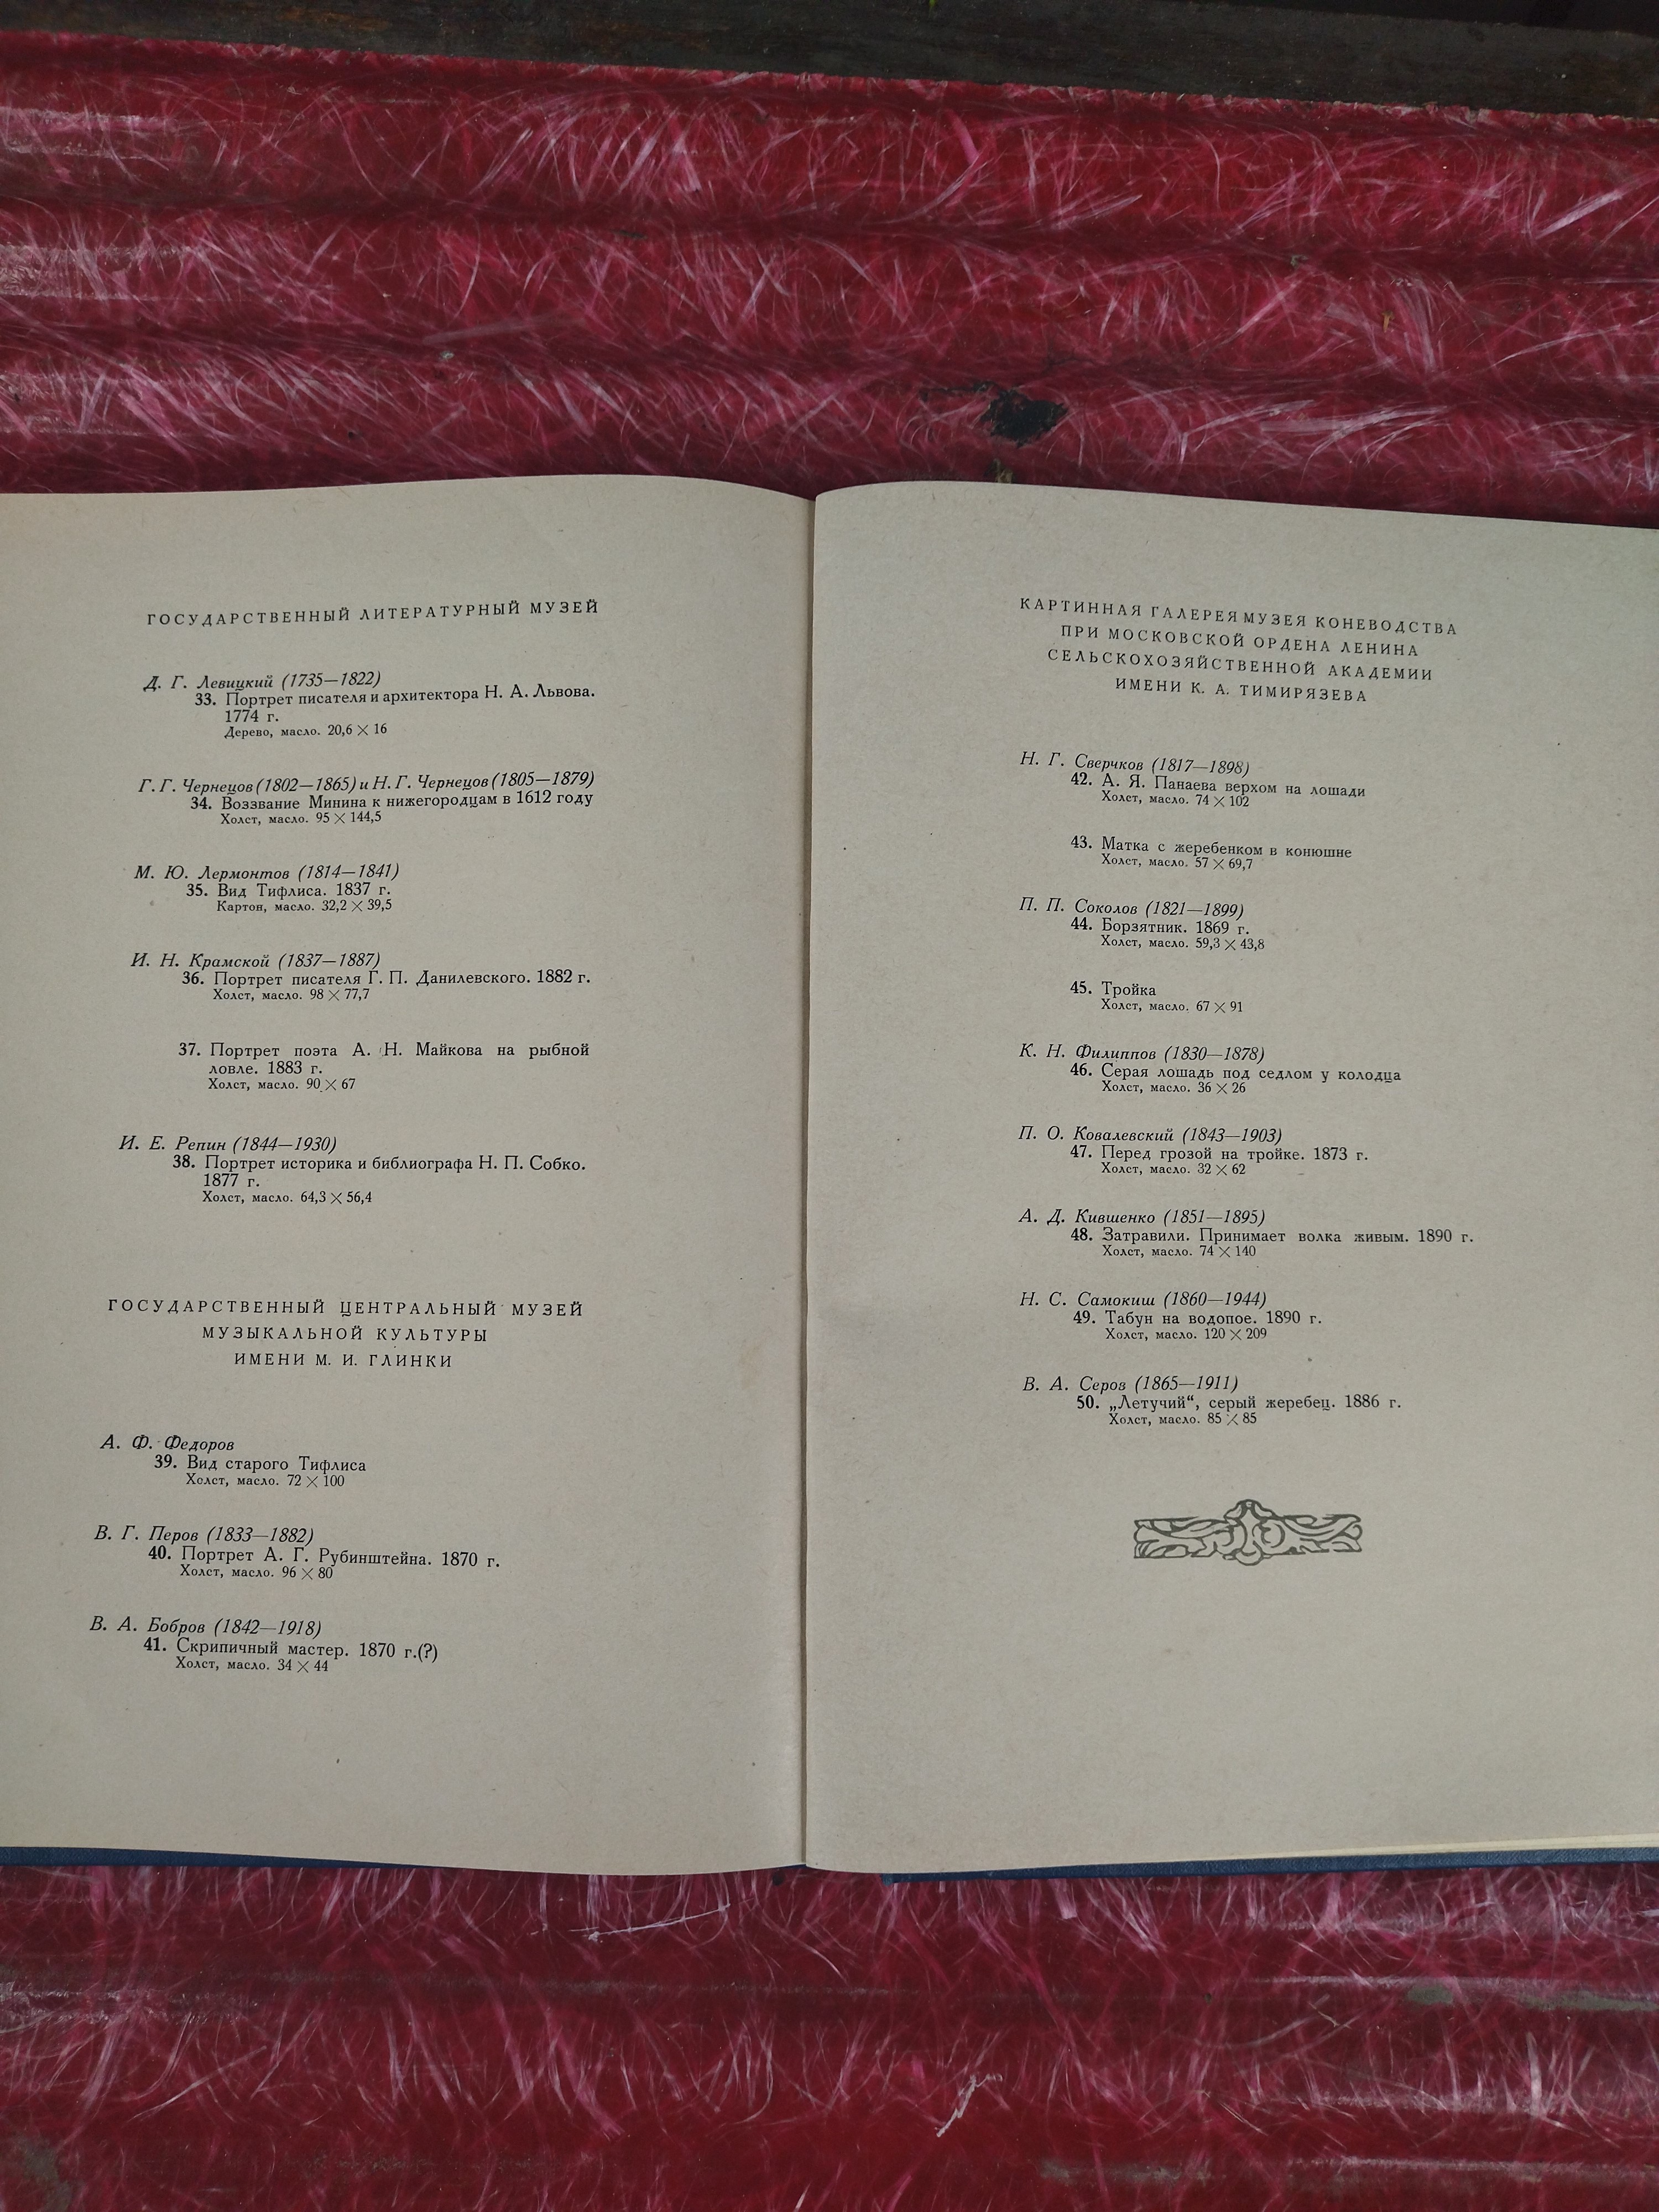 ГОСУДАРСТВЕННЫЙ ЛИТЕРАТУРНЫЙ МУЗЕЙ
Д. Г. Левицкий (1735—1822)
33. Портрет писателя и архитектора Н. А. Львова.
1774 г.
Дерево, масло. 20,6 × 16
Г. Г. Чернецов (1802—1865) и Н. Г. Чернецов (1805—1879)
34. Воззвание Минина к нижегородцам в 1612 году
Холст, масло. 95 × 144,5
М. Ю. Лермонтов (1814—1841)
35. Вид Тифлиса. 1837 г.
Картон, масло. 32,2 × 39,5
И. Н. Крамской (1837—1887)
36. Портрет писателя Г. П. Данилевского. 1882 г.
Холст, масло. 98 × 77,7
37. Портрет поэта А. Н. Майкова на рыбной
ловле. 1883 г.
Холст, масло. 90 × 67
И. Е. Репин (1844—1930)
38. Портрет историка и библиографа Н. П. Собко.
1877 г.
Холст, масло. 64,3 × 56,4
ГОСУДАРСТВЕННЫЙ ЦЕНТРАЛЬНЫЙ МУЗЕЙ
МУЗЫКАЛЬНОЙ КУЛЬТУРЫ
ИМЕНИ М. И. ГЛИНКИ
А. Ф. Федоров
39. Вид старого Тифлиса
Холст, масло. 72 × 100
В. Г. Перов (1833—1882)
40. Портрет А. Г. Рубинштейна. 1870 г.
Холст, масло. 96 × 80
В. А. Бобров (1842—1918)
41. Скрипичный мастер. 1870 г.(?)
Холст, масло. 34 × 44
КАРТИННАЯ ГАЛЕРЕЯ МУЗЕЯ КОНЕВОДСТВА
ПРИ МОСКОВСКОЙ ОРДЕНА ЛЕНИНА
СЕЛЬСКОХОЗЯЙСТВЕННОЙ АКАДЕМИИ
ИМЕНИ К. А. ТИМИРЯЗЕВА
Н. Г. Сверчков (1817—1898)
42. А. Я. Панаева верхом на лошади
Холст, масло. 74 × 102
43. Матка с жеребенком в конюшне
Холст, масло. 57 × 69,7
П. П. Соколов (1821—1899)
44. Борзятник. 1869 г.
Холст, масло. 59,3 × 43,8
45. Тройка
Холст, масло. 67 × 91
К. Н. Филиппов (1830—1878)
46. Серая лошадь под седлом у колодца
Холст, масло. 36 × 26
П. О. Ковалевский (1843—1903)
47. Перед грозой на тройке. 1873 г.
Холст, масло. 32 × 62
А. Д. Кившенко (1851—1895)
48. Затравили. Принимает волка живым. 1890 г.
Холст, масло. 74 × 140
Н. С. Самокиш (1860—1944)
49. Табун на водопое. 1890 г.
Холст, масло. 120 × 209
В. А. Серов (1865—1911)
50. „Летучий“, серый жеребец. 1886 г.
Холст, масло. 85 × 85